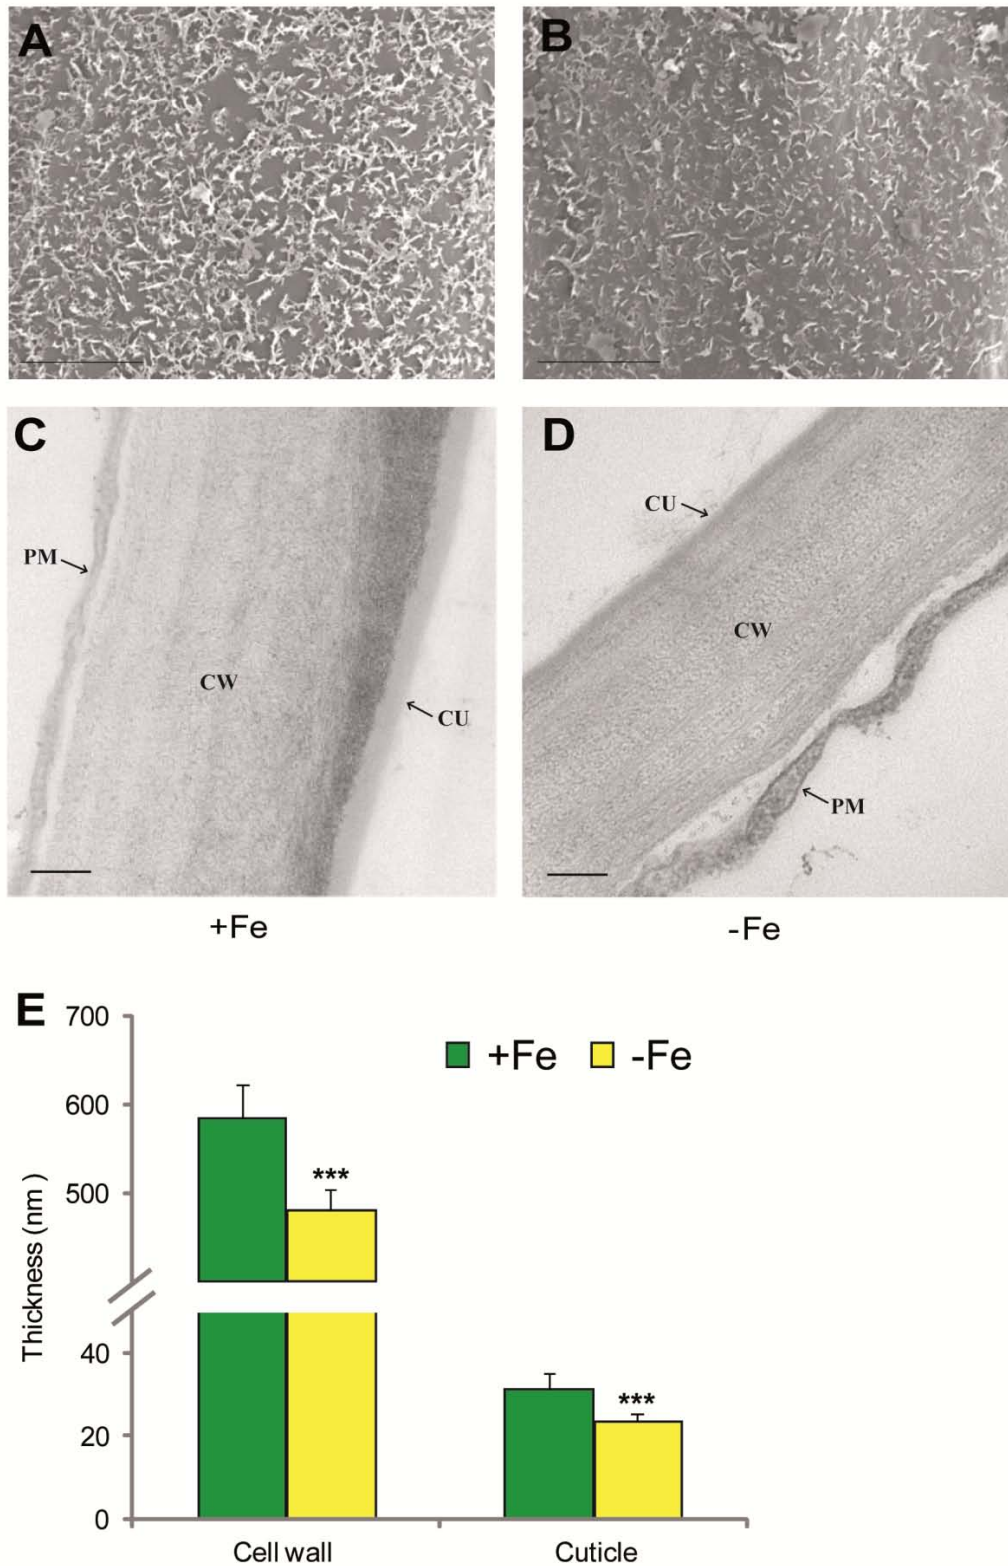 A
B
C
D
PM
CW
CU
CU
CW
PM
+Fe
-Fe
E
+Fe
-Fe
Thickness (nm )
700
600
500
40
20
0
***
***
Cell wall
Cuticle